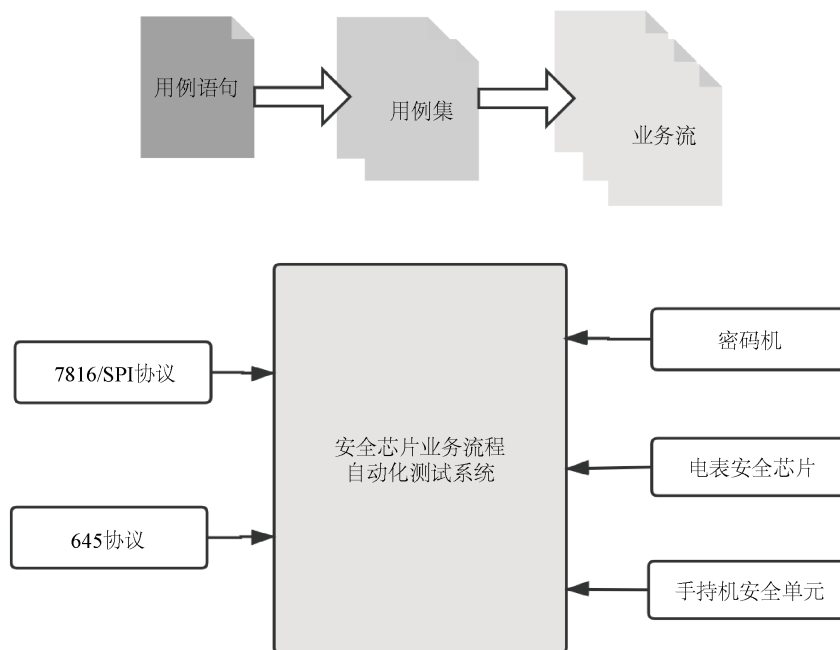 用例语句
用例集
业务流
7816/SPI协议
645协议
安全芯片业务流程
自动化测试系统
密码机
电表安全芯片
手持机安全单元